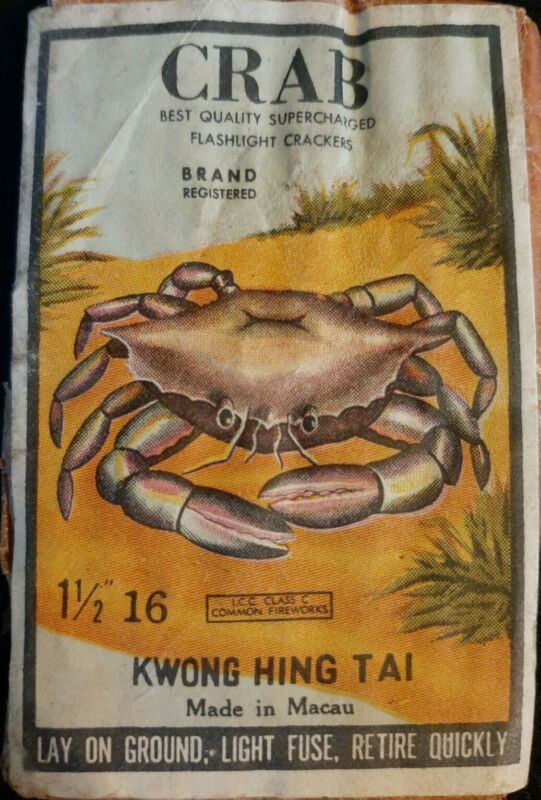 CRAB
BEST QUALITY SUPERCHARGED
FLASHLIGHT CRACKERS
BRAND
REGISTERED
1½" 16
I.C.C. CLASS C
COMMON FIREWORKS
KWONG HING TAI
Made in Macau
LAY ON GROUND, LIGHT FUSE, RETIRE QUICKLY